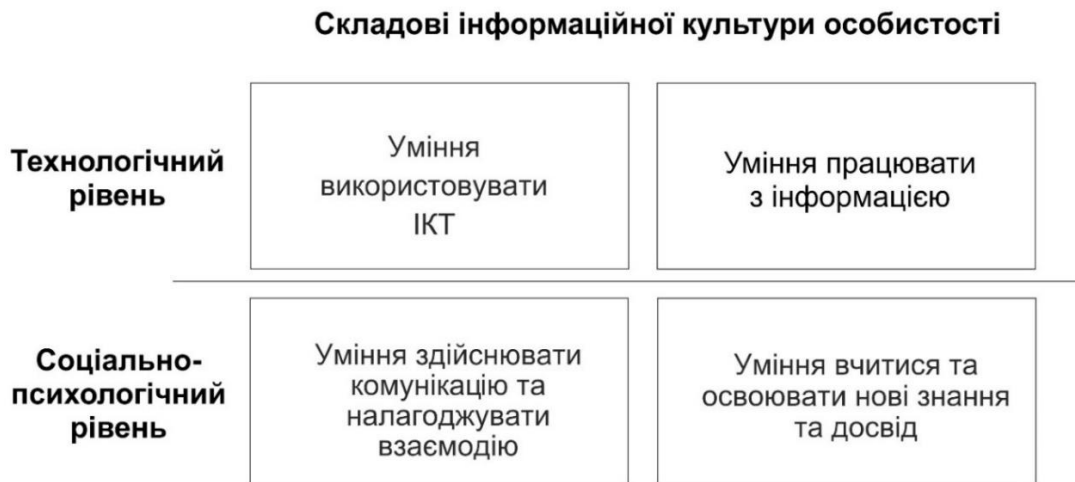 Складові інформаційної культури особистості
Технологічний
рівень
Уміння
використовувати
ІКТ
Уміння працювати
з інформацією
Соціально-
психологічний
рівень
Уміння здійснювати
комунікацію та
налагоджувати
взаємодію
Уміння вчитися та
освоювати нові знання
та досвід